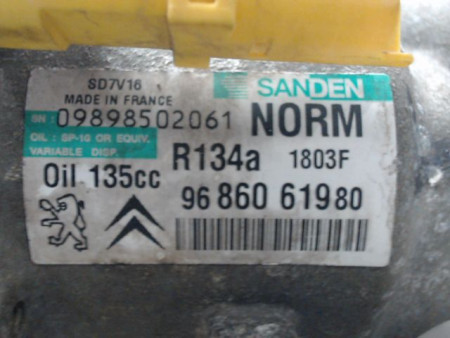 SD7V16
SANDEN
MADE IN FRANCE
SN: 09898502061
NORM
OIL: SP-10 OR EQUIV.
VARIABLE DISP.
R134a 1803F
Oil 135cc
96 860 619 80